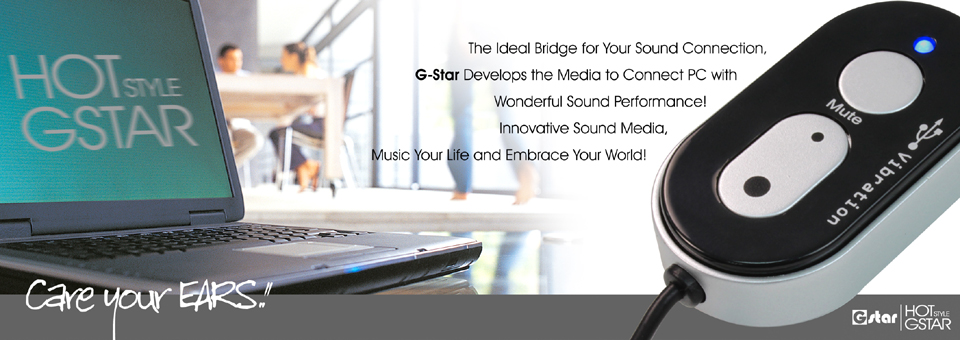 HOT STYLE
GSTAR
The Ideal Bridge for Your Sound Connection,
G-Star Develops the Media to Connect PC with
Wonderful Sound Performance!
Innovative Sound Media,
Music Your Life and Embrace Your World!
Mute
Vibration
Care your EARS.!!
Gstar
HOT STYLE
GSTAR